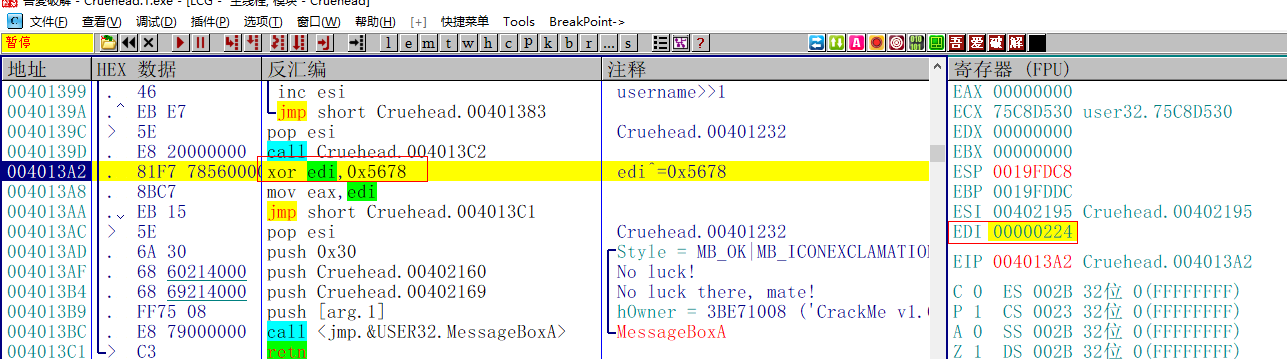 吾爱破解 - Cruehead.1.exe - [LCG - 主线程, 模块 - Cruehead]
C 文件(F) 查看(V) 调试(D) 插件(P) 选项(T) 窗口(W) 帮助(H) [+] 快捷菜单 Tools BreakPoint->
暂停 l e m t w h c p k b r ... s ? 吾 爱 破 解
地址 HEX 数据 反汇编 注释 寄存器 (FPU)
00401399 . 46 inc esi username>>1 EAX 00000000
0040139A .^ EB E7 jmp short Cruehead.00401383 ECX 75C8D530 user32.75C8D530
0040139C > 5E pop esi Cruehead.00401232 EDX 00000000
0040139D . E8 20000000 call Cruehead.004013C2 EBX 00000000
004013A2 . 81F7 78560000 xor edi,0x5678 edi^=0x5678 ESP 0019FDC8
004013A8 . 8BC7 mov eax,edi EBP 0019FDDC
004013AA .v EB 15 jmp short Cruehead.004013C1 ESI 00402195 Cruehead.00402195
004013AC > 5E pop esi Cruehead.00401232 EDI 00000224
004013AD . 6A 30 push 0x30 Style = MB_OK|MB_ICONEXCLAMATION
004013AF . 68 60214000 push Cruehead.00402160 No luck! EIP 004013A2 Cruehead.004013A2
004013B4 . 68 69214000 push Cruehead.00402169 No luck there, mate! C 0 ES 002B 32位 0(FFFFFFFF)
004013B9 . FF75 08 push [arg.1] hOwner = 3BE71008 ('CrackMe v1. P 1 CS 0023 32位 0(FFFFFFFF)
004013BC . E8 79000000 call <jmp.&USER32.MessageBoxA> MessageBoxA A 0 SS 002B 32位 0(FFFFFFFF)
004013C1 > C3 retn Z 1 DS 002B 32位 0(FFFFFFFF)